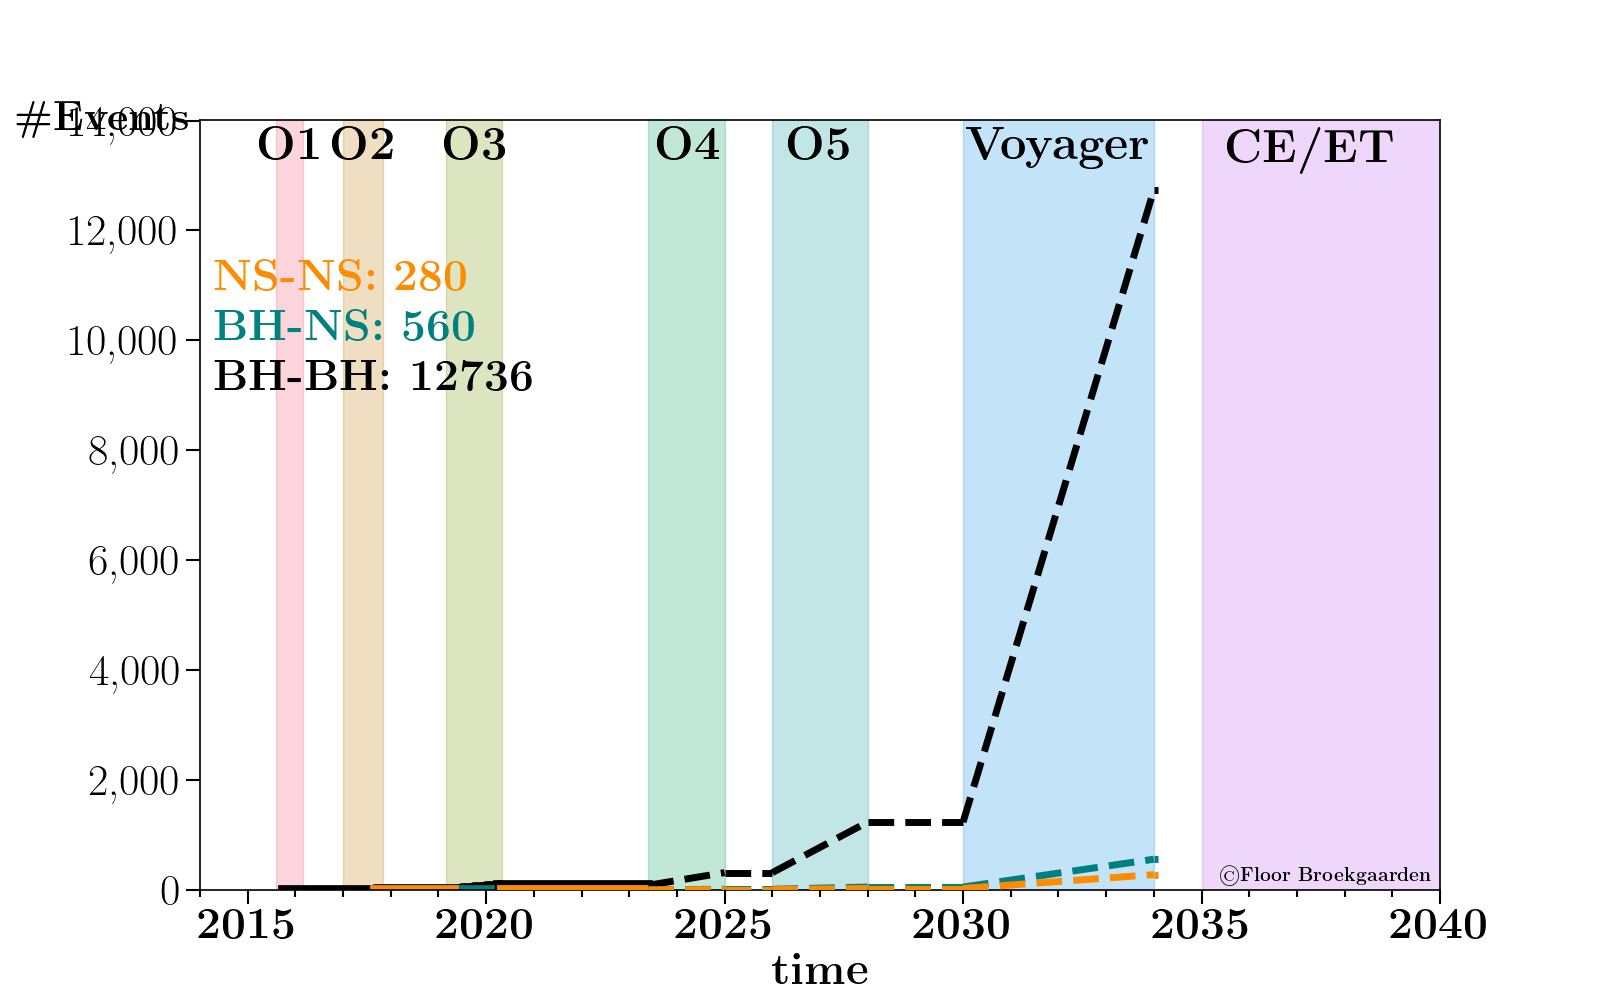 #Events
14,000
O1 O2 O3 O4 O5 Voyager CE/ET
12,000
NS-NS: 280
BH-NS: 560
10,000
BH-BH: 12736
8,000
6,000
4,000
2,000
©Floor Broekgaarden
0
2015 2020 2025 2030 2035 2040
time